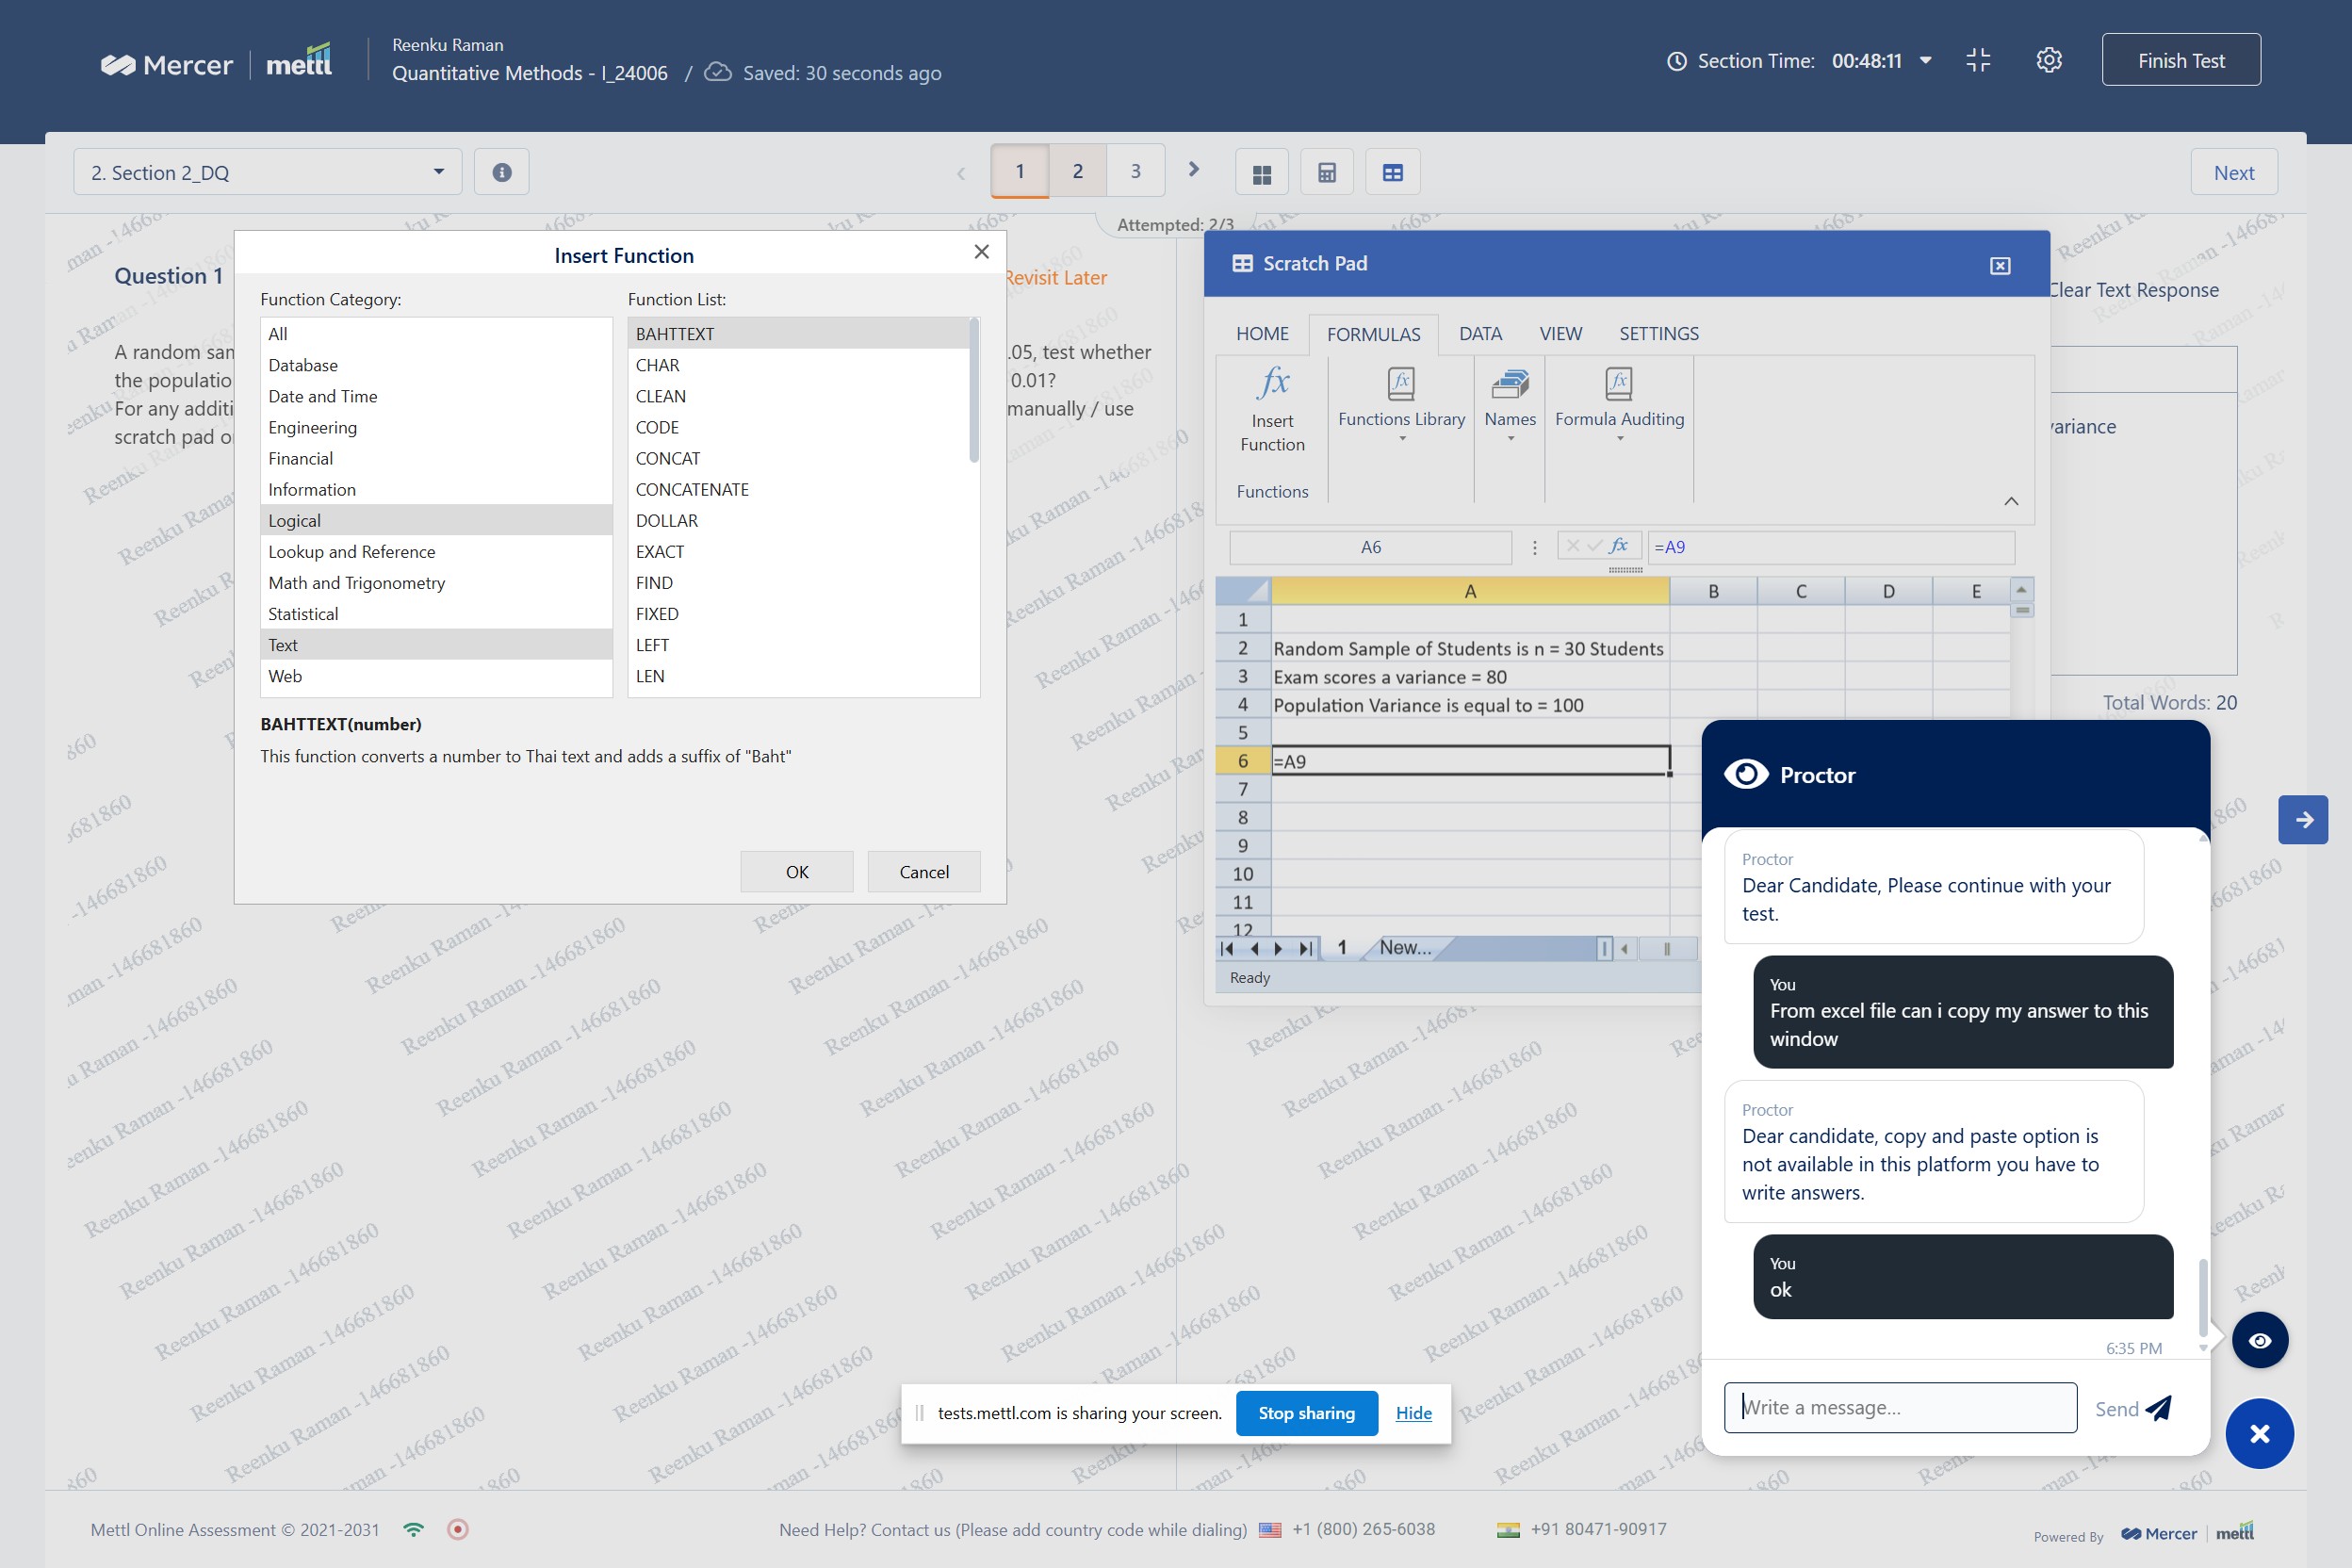 Mercer | mettl
Reenku Raman
Quantitative Methods - I_24006 / Saved: 30 seconds ago
Section Time: 00:48:11
Finish Test
2. Section 2_DQ
1 2 3
Next
Attempted: 2/3
Question 1
Revisit Later
A random san
.05, test whether
the populatio
0.01?
For any additi
manually / use
scratch pad o
Insert Function
Function Category:
All
Database
Date and Time
Engineering
Financial
Information
Logical
Lookup and Reference
Math and Trigonometry
Statistical
Text
Web
Function List:
BAHTTEXT
CHAR
CLEAN
CODE
CONCAT
CONCATENATE
DOLLAR
EXACT
FIND
FIXED
LEFT
LEN
BAHTTEXT(number)
This function converts a number to Thai text and adds a suffix of "Baht"
OK
Cancel
Scratch Pad
HOME FORMULAS DATA VIEW SETTINGS
fx
Insert
Function
Functions
Functions Library
Names
Formula Auditing
A6
fx
=A9
A B C D E
1
2 Random Sample of Students is n = 30 Students
3 Exam scores a variance = 80
4 Population Variance is equal to = 100
5
6 =A9
7
8
9
10
11
12
1 New...
Ready
Clear Text Response
variance
Total Words: 20
Proctor
Proctor
Dear Candidate, Please continue with your
test.
You
From excel file can i copy my answer to this
window
Proctor
Dear candidate, copy and paste option is
not available in this platform you have to
write answers.
You
ok
6:35 PM
Write a message...
Send
tests.mettl.com is sharing your screen.
Stop sharing
Hide
Reenku Raman -146681860
Mettl Online Assessment © 2021-2031
Need Help? Contact us (Please add country code while dialing) +1 (800) 265-6038 +91 80471-90917
Powered By Mercer | mettl